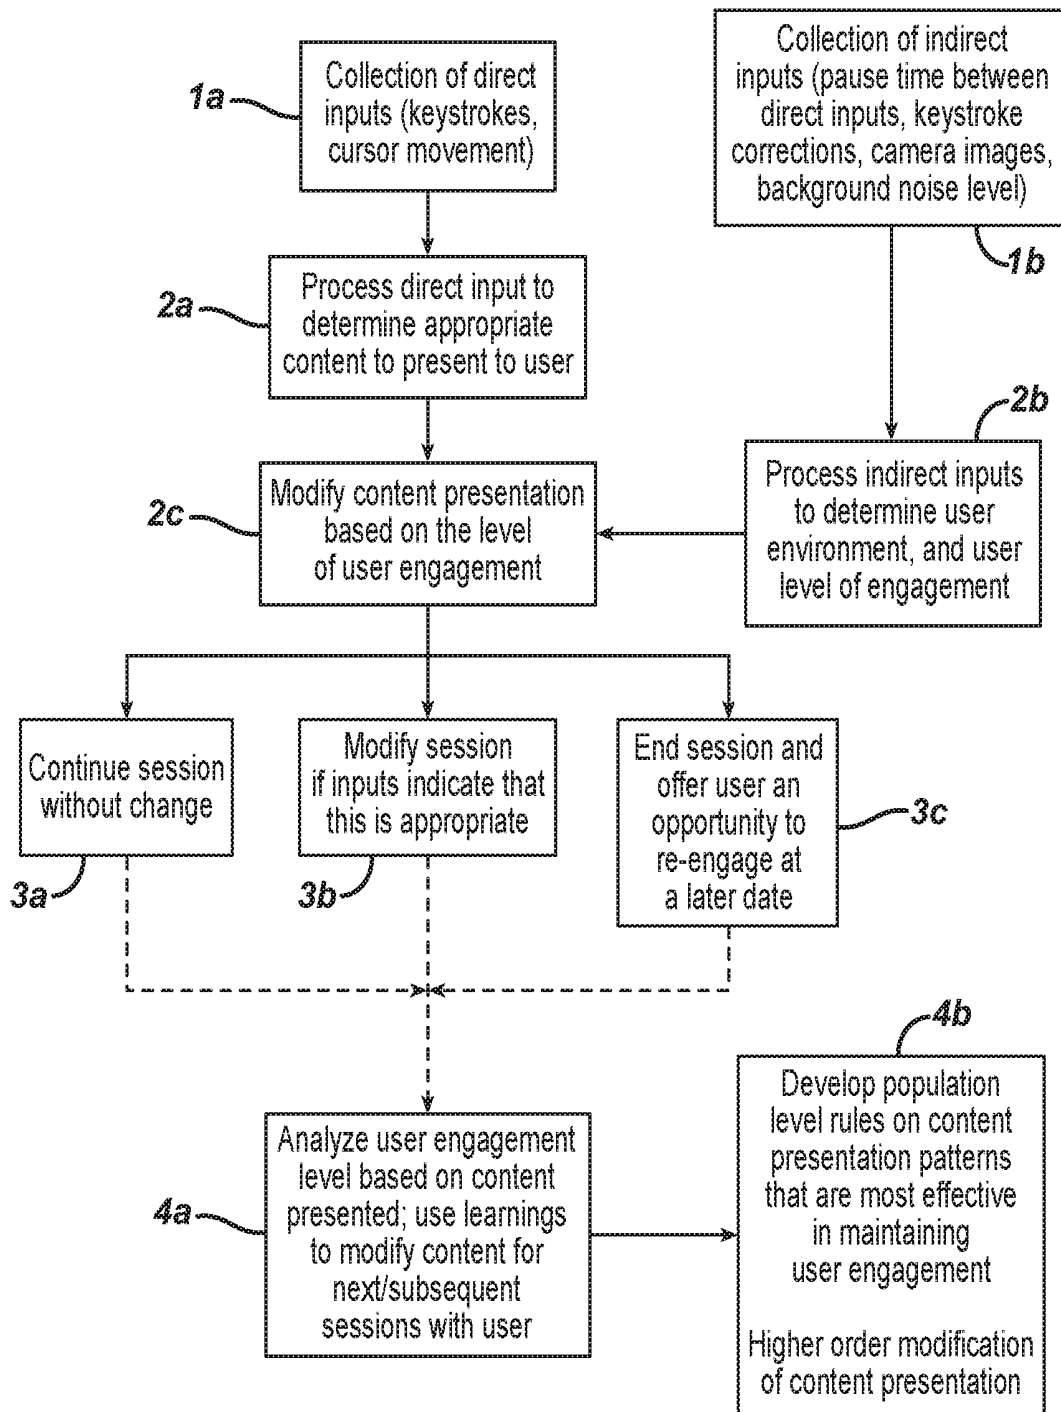 Collection of direct
inputs (keystrokes,
cursor movement)
1a
Collection of indirect
inputs (pause time between
direct inputs, keystroke
corrections, camera images,
background noise level)
1b
Process direct input to
determine appropriate
content to present to user
2a
2b
Process indirect inputs
to determine user
environment, and user
level of engagement
Modify content presentation
based on the level
of user engagement
2c
Continue session
without change
3a
Modify session
if inputs indicate that
this is appropriate
3b
End session and
offer user an
opportunity to
re-engage at
a later date
3c
Analyze user engagement
level based on content
presented; use learnings
to modify content for
next/subsequent
sessions with user
4a
4b
Develop population
level rules on content
presentation patterns
that are most effective
in maintaining
user engagement
Higher order modification
of content presentation